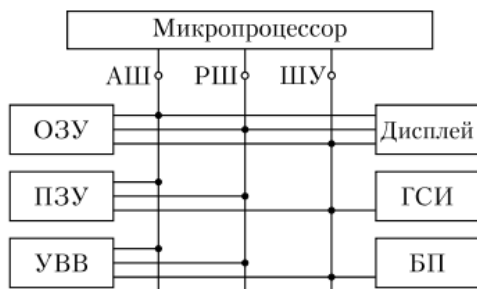 Микропроцессор
АШ РШ ШУ
ОЗУ Дисплей
ПЗУ ГСИ
УВВ БП